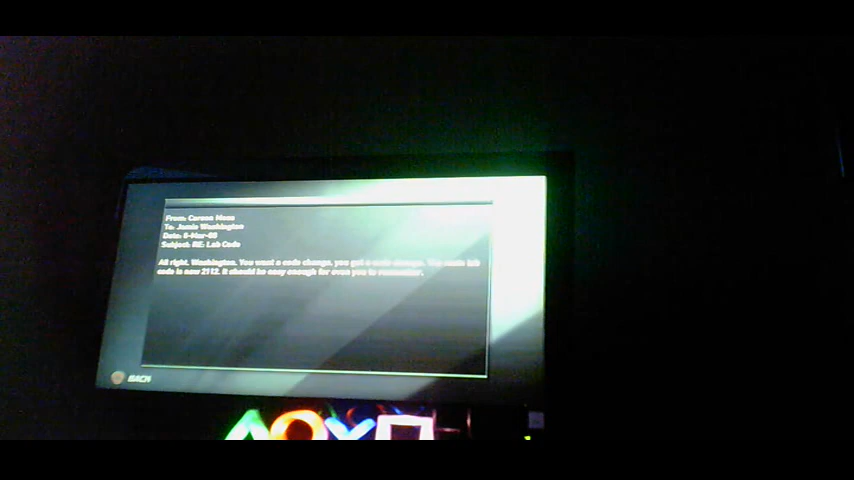 From: Carson Mena
To: Jamie Washington
Date: 8-Mar-60
Subject: RE: Lab Code
All right, Washington. You want a code change, you get a code change. The main lab
code is now 2112. It should be easy enough for even you to remember.
BACK